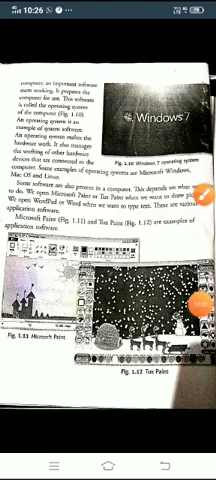 10:26
computer, an important software
starts working. It prepares the
computer for use. This software
is called the operating system
of the computer (Fig. 1.10).
An operating system is an
example of system software.
An operating system makes the
hardware work. It also manages
the working of other hardware
devices that are connected to the
Windows 7
Fig. 1.10 Windows 7 operating system
computer. Some examples of operating systems are Microsoft Windows,
Mac OS and Linux.
Some software are also present in a computer. This depends on what
to do. We open Microsoft Paint or Tux Paint when we want to draw
We open WordPad or Word when we want to type text. These are various
application software.
Microsoft Paint (Fig. 1.11) and Tux Paint (Fig. 1.12) are examples of
application software.
Fig. 1.11 Microsoft Paint
Fig. 1.12 Tux Paint